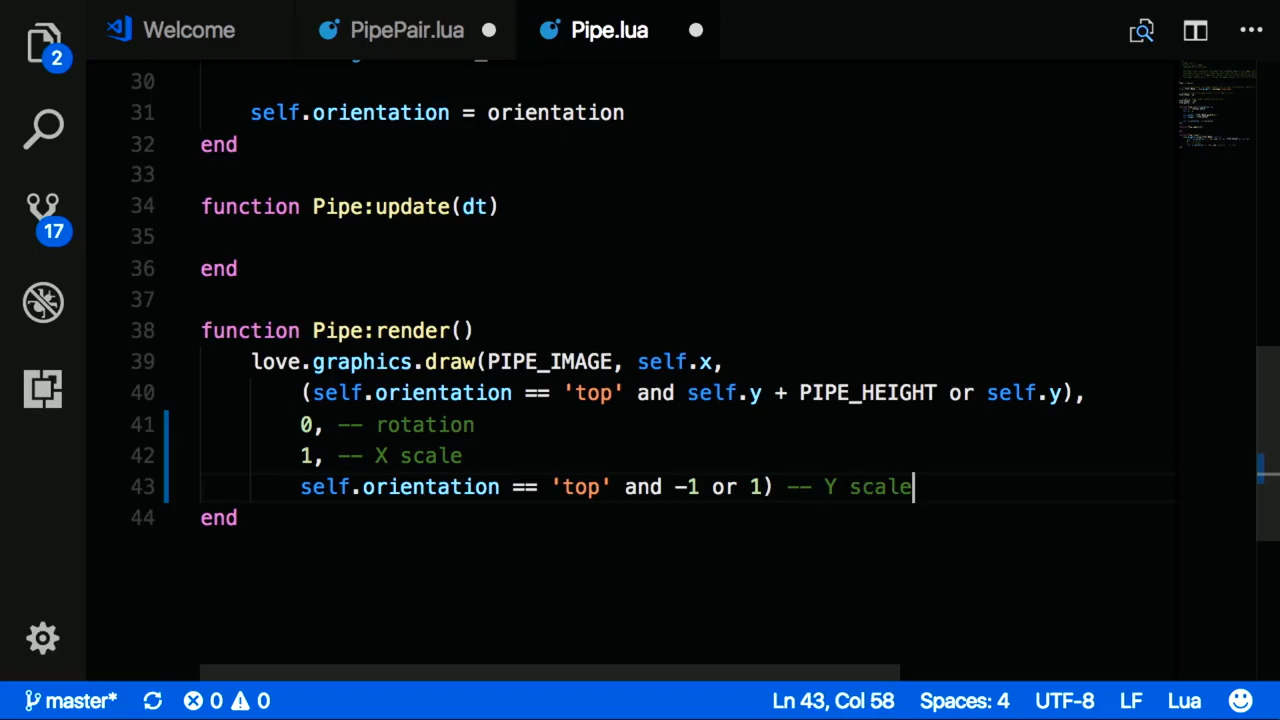 Welcome
PipePair.lua
Pipe.lua
2
17
30
31 self.orientation = orientation
32 end
33
34 function Pipe:update(dt)
35
36 end
37
38 function Pipe:render()
39 love.graphics.draw(PIPE_IMAGE, self.x,
40 (self.orientation == 'top' and self.y + PIPE_HEIGHT or self.y),
41 0, -- rotation
42 1, -- X scale
43 self.orientation == 'top' and -1 or 1) -- Y scale
44 end
master* 0 0 Ln 43, Col 58 Spaces: 4 UTF-8 LF Lua